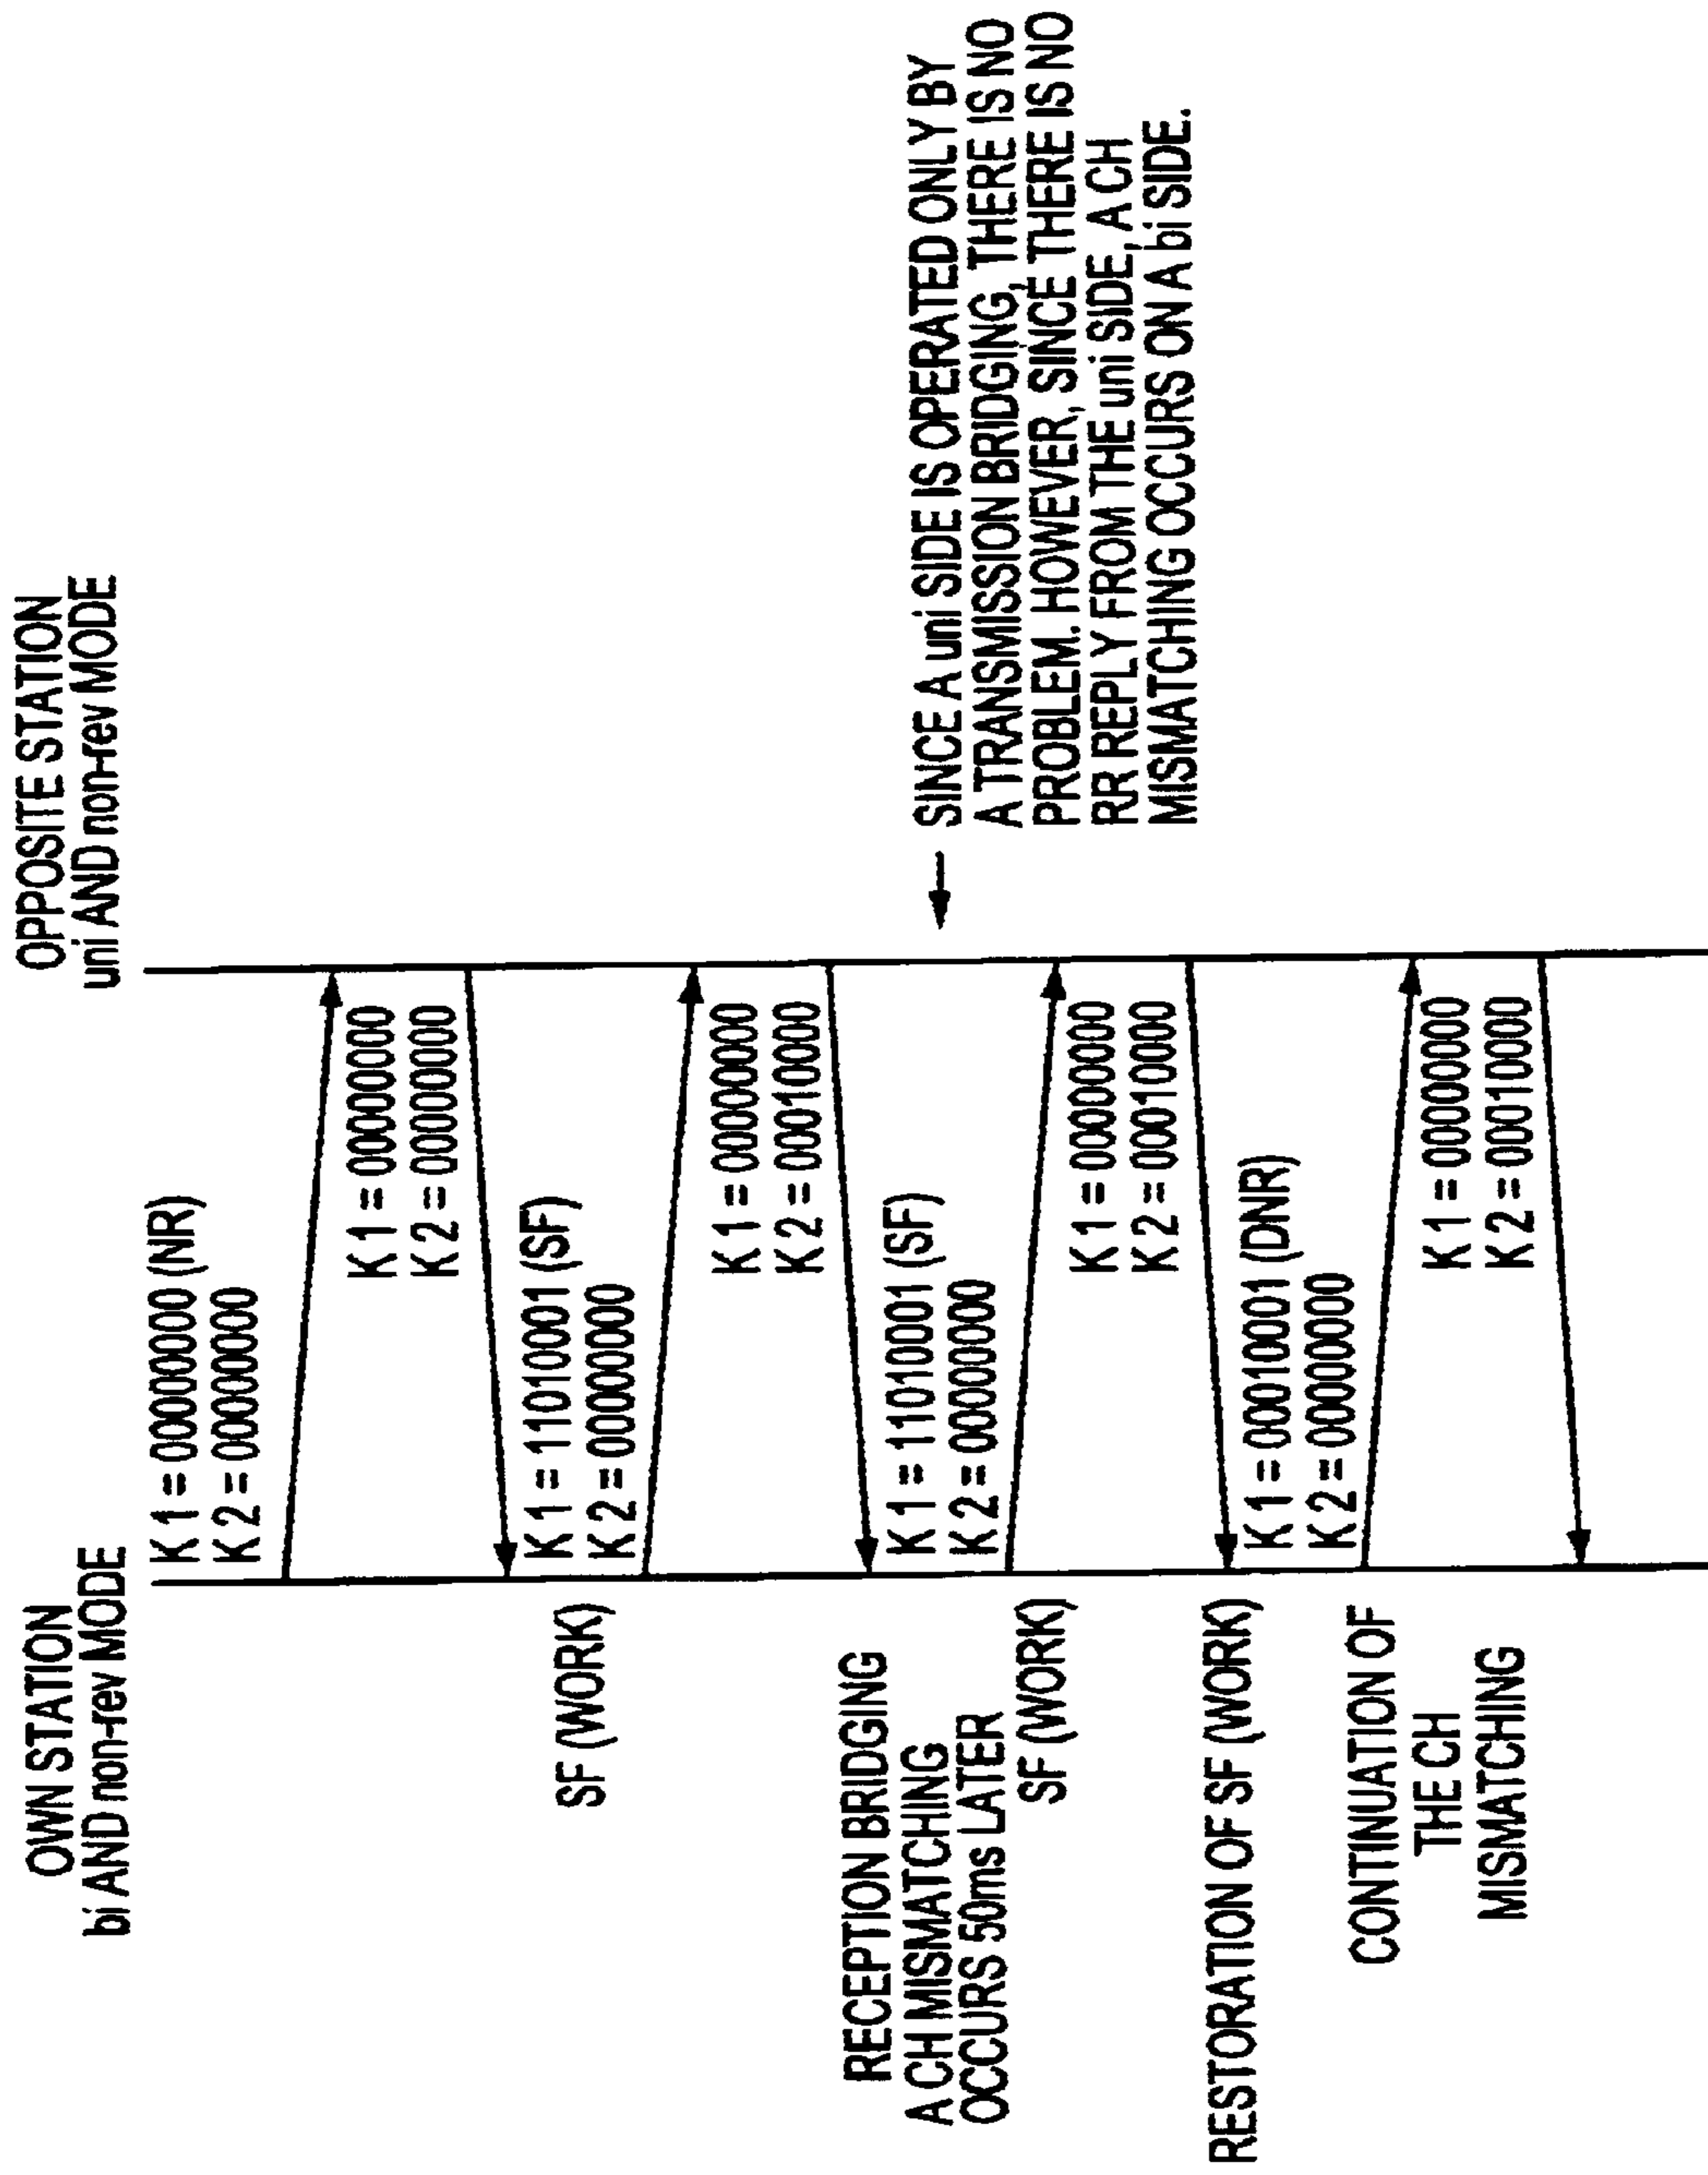 OWN STATION
bi AND non-rev MODE
OPPOSITE STATION
uni AND non-rev MODE
K 1 = 00000000 (NR)
K 2 = 00000000
K 1 = 00000000
K 2 = 00000000
SF (WORK)
K 1 = 11010001 (SF)
K 2 = 00000000
K 1 = 00000000
K 2 = 00010000
RECEPTION BRIDGING
A CH MISMATCHING
OCCURS 50ms LATER
SF (WORK)
K 1 = 11010001 (SF)
K 2 = 00000000
SINCE A uni SIDE IS OPERATED ONLY BY
A TRANSMISSION BRIDGING, THERE IS NO
PROBLEM. HOWEVER, SINCE THERE IS NO
RR REPLY FROM THE uni SIDE, A CH
MISMATCHING OCCURS ON A bi SIDE.
K 1 = 00000000
K 2 = 00010000
RESTORATION OF SF (WORK)
K 1 = 00010001 (DNR)
K 2 = 00000000
CONTINUATION OF
THE CH
MISMATCHING
K 1 = 00000000
K 2 = 00010000